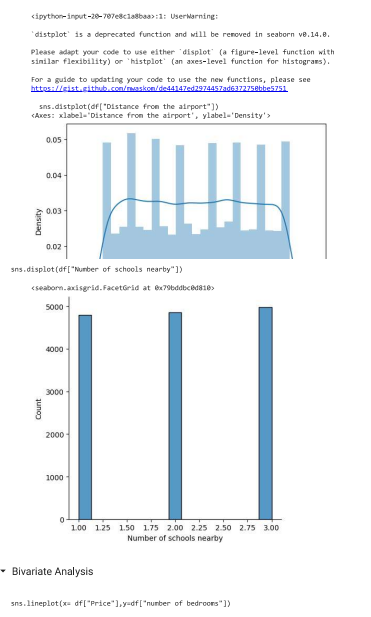 <ipython-input-20-707e8c1a8baa>:1: UserWarning:
`distplot` is a deprecated function and will be removed in seaborn v0.14.0.
Please adapt your code to use either `displot` (a figure-level function with
similar flexibility) or `histplot` (an axes-level function for histograms).
For a guide to updating your code to use the new functions, please see
https://gist.github.com/mwaskom/de44147ed2974457ad6372750bbe5751
sns.distplot(df["Distance from the airport"])
<Axes: xlabel='Distance from the airport', ylabel='Density'>
0.05
0.04
0.03
0.02
Density
sns.displot(df["Number of schools nearby"])
<seaborn.axisgrid.FacetGrid at 0x79bddbc0d810>
5000
4000
3000
2000
1000
0
Count
1.00 1.25 1.50 1.75 2.00 2.25 2.50 2.75 3.00
Number of schools nearby
Bivariate Analysis
sns.lineplot(x= df["Price"],y=df["number of bedrooms"])